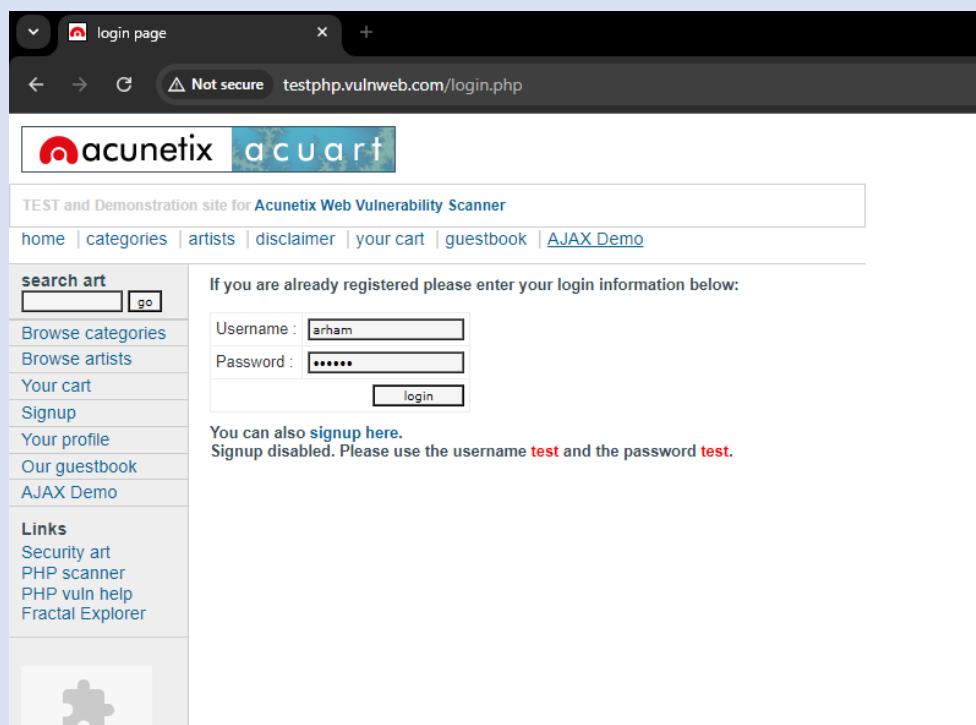 login page
Not secure testphp.vulnweb.com/login.php
acunetix acuart
TEST and Demonstration site for Acunetix Web Vulnerability Scanner
home | categories | artists | disclaimer | your cart | guestbook | AJAX Demo
search art
go
Browse categories
Browse artists
Your cart
Signup
Your profile
Our guestbook
AJAX Demo
Links
Security art
PHP scanner
PHP vuln help
Fractal Explorer
If you are already registered please enter your login information below:
Username : arham
Password : ••••••
login
You can also signup here.
Signup disabled. Please use the username test and the password test.